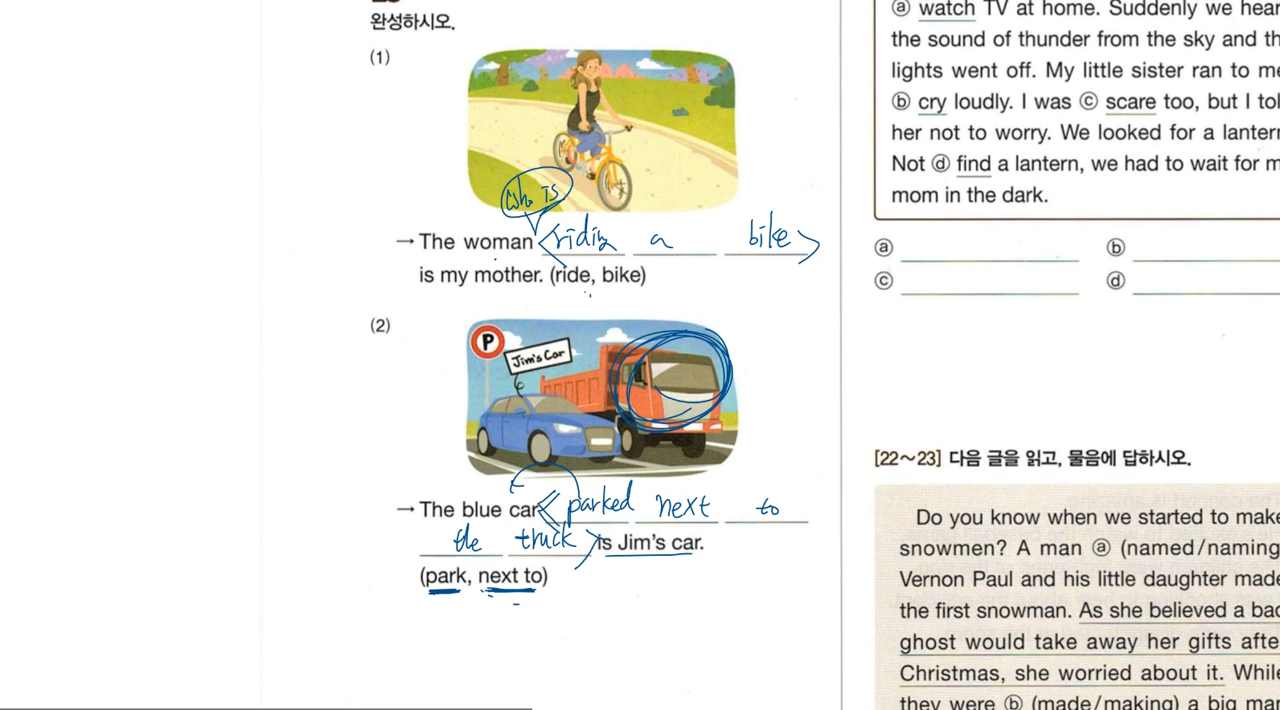 완성하시오.
(1)
who is
→ The woman riding a bike
is my mother. (ride, bike)
(2)
P
Jim's Car
→ The blue car parked next to
the truck is Jim's car.
(park, next to)
ⓐ watch TV at home. Suddenly we hear
the sound of thunder from the sky and th
lights went off. My little sister ran to me
ⓑ cry loudly. I was ⓒ scare too, but I tol
her not to worry. We looked for a lantern
Not ⓓ find a lantern, we had to wait for m
mom in the dark.
ⓐ ⓑ
ⓒ ⓓ
[22~23] 다음 글을 읽고, 물음에 답하시오.
Do you know when we started to make
snowmen? A man ⓐ (named/naming
Vernon Paul and his little daughter made
the first snowman. As she believed a bad
ghost would take away her gifts afte
Christmas, she worried about it. While
they were ⓑ (made/making) a big man